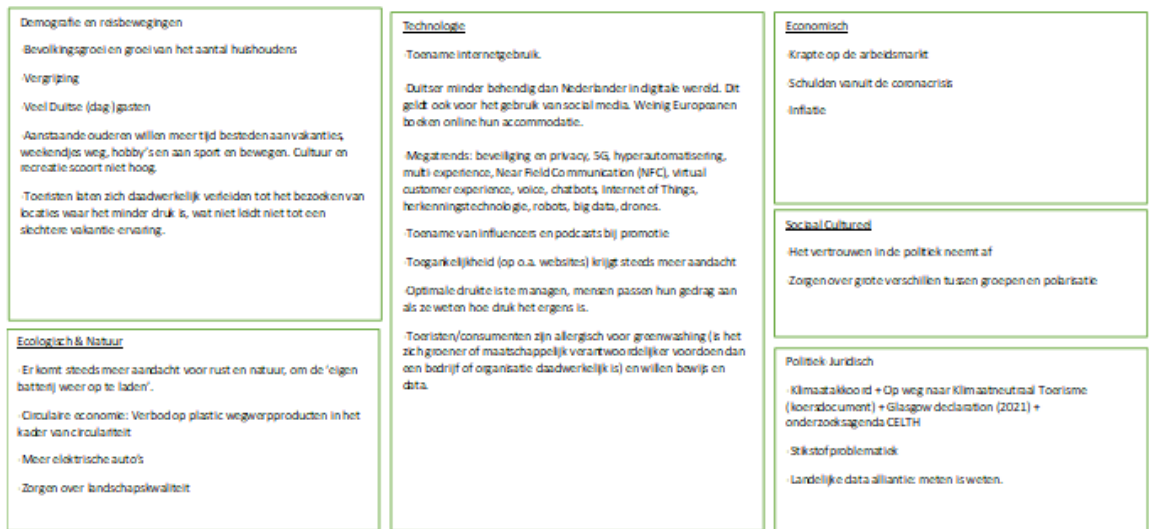 Demografie en reisbewegingen
·Bevolkingsgroei en groei van het aantal huishoudens
·Vergrijzing
·Veel Duitse (dag)gasten
·Aanstaande ouderen willen meer tijd besteden aan vakanties,
weekendjes weg, hobby's en aan sport en bewegen. Cultuur en
recreatie scoort niet hoog.
·Toeristen laten zich daadwerkelijk verleiden tot het bezoeken van
locaties waar het minder druk is, wat niet leidt niet tot een
slechtere vakantie ervaring.
Ecologisch & Natuur
·Er komt steeds meer aandacht voor rust en natuur, om de 'eigen
batterij weer op te laden'.
·Circulaire economie: Verbod op plastic wegwerpproducten in het
kader van circulariteit
·Meer elektrische auto's
·Zorgen over landschapskwaliteit
Technologie
·Toename internetgebruik.
·Duitser minder behendig dan Nederlander in digitale wereld. Dit
geldt ook voor het gebruik van social media. Weinig Europeanen
boeken online hun accommodatie.
·Megatrends: beveiliging en privacy, 5G, hyperautomatisering,
multi experience, Near Field Communication (NFC), virtual
customer experience, voice, chatbots, Internet of Things,
herkenningstechnologie, robots, big data, drones.
·Toename van influencers en podcasts bij promotie
·Toegankelijkheid (op o.a. websites) krijgt steeds meer aandacht
·Optimale drukte is te managen, mensen passen hun gedrag aan
als ze weten hoe druk het ergens is.
·Toeristen/consumenten zijn allergisch voor greenwashing (is het
zich groener of maatschappelijk verantwoordelijker voordoen dan
een bedrijf of organisatie daadwerkelijk is) en willen bewijs en
data.
Economisch
·Krapte op de arbeidsmarkt
·Schulden vanuit de coronacrisis
·Inflatie
Sociaal Cultureel
·Het vertrouwen in de politiek neemt af
·Zorgen over grote verschillen tussen groepen en polarisatie
Politiek Juridisch
·Klimaatakkoord + Op weg naar Klimaatneutraal Toerisme
(koersdocument) + Glasgow declaration (2021) +
onderzoeksagenda CELTH
·Stikstofproblematiek
·Landelijke data alliantie: meten is weten.